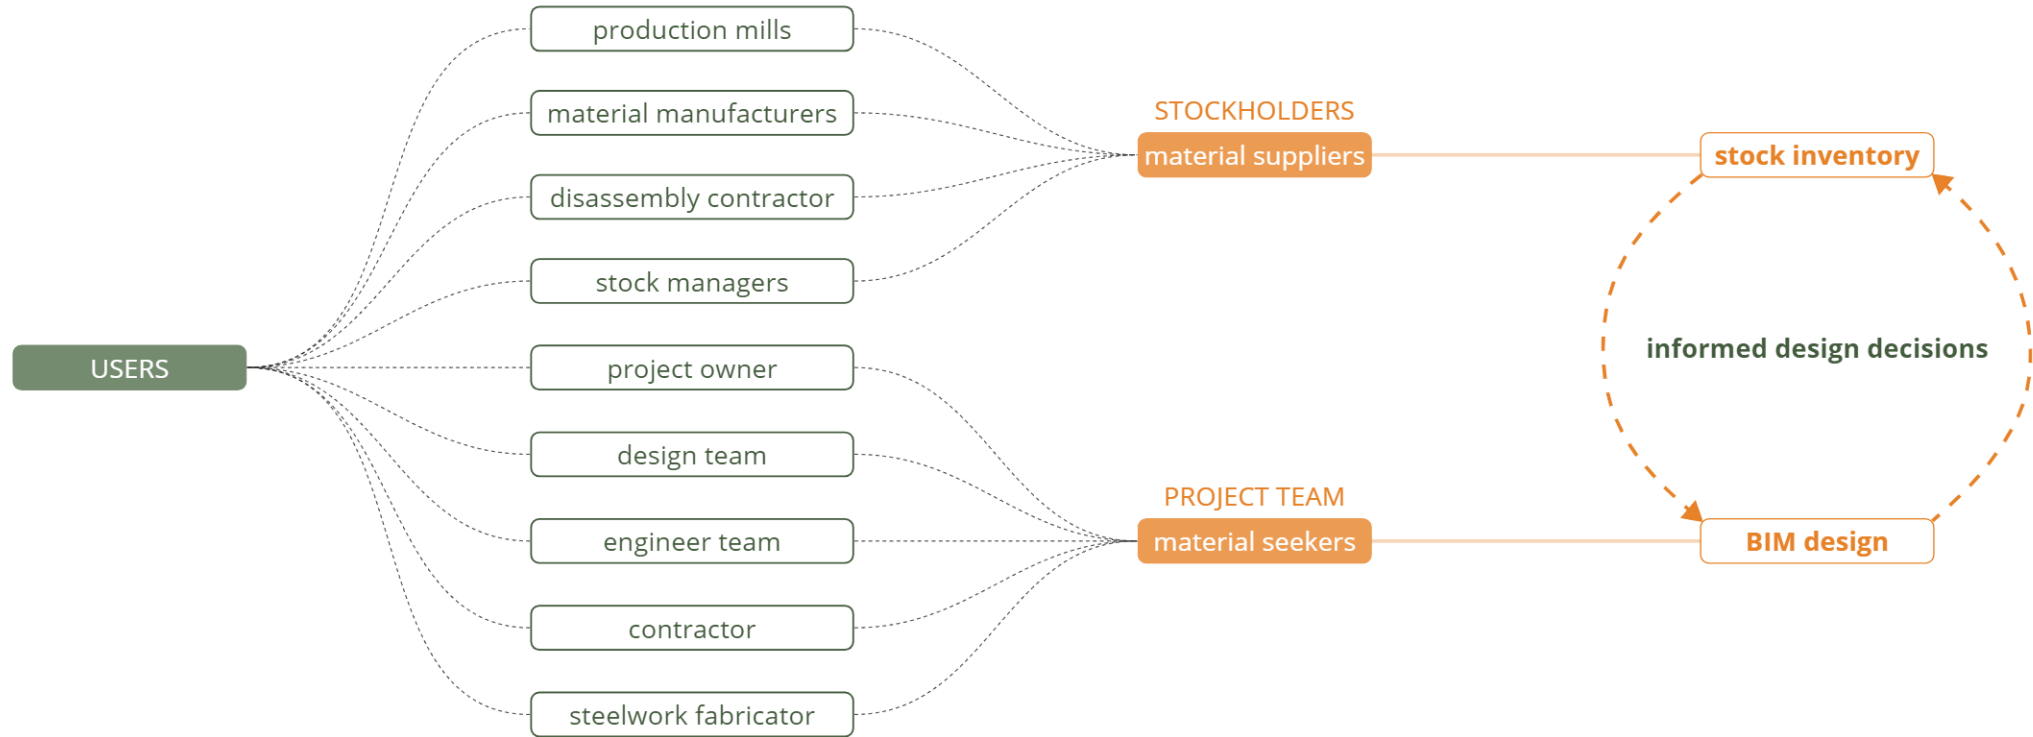 production mills
material manufacturers
disassembly contractor
stock managers
USERS
project owner
design team
engineer team
contractor
steelwork fabricator
STOCKHOLDERS
material suppliers
PROJECT TEAM
material seekers
stock inventory
informed design decisions
BIM design